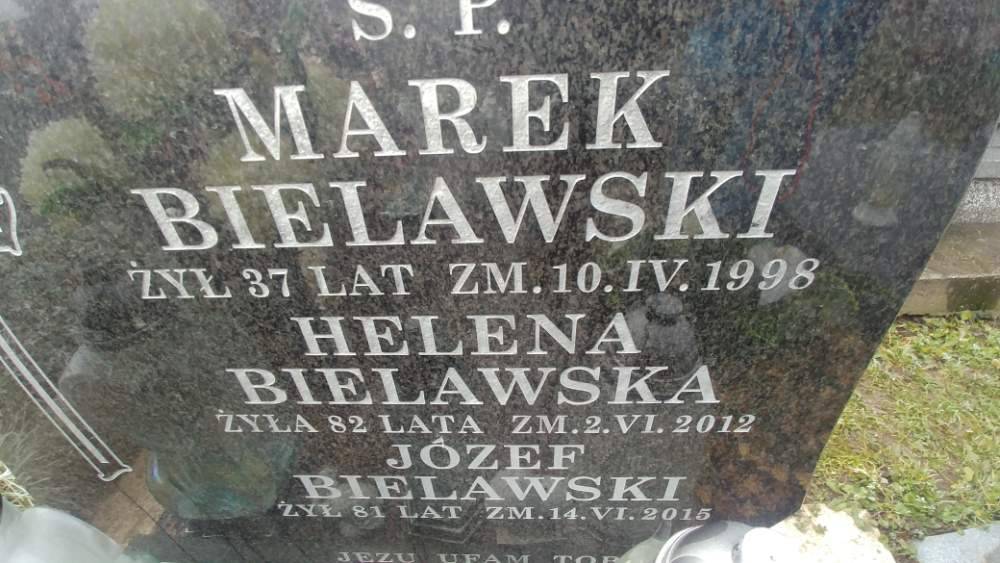 Ś. P.
MAREK
BIELAWSKI
ŻYŁ 37 LAT ZM. 10. IV. 1998
HELENA
BIELAWSKA
ŻYŁA 82 LATA ZM. 2. VI. 2012
JÓZEF
BIELAWSKI
ŻYŁ 81 LAT ZM. 14. VI. 2015
JEZU UFAM